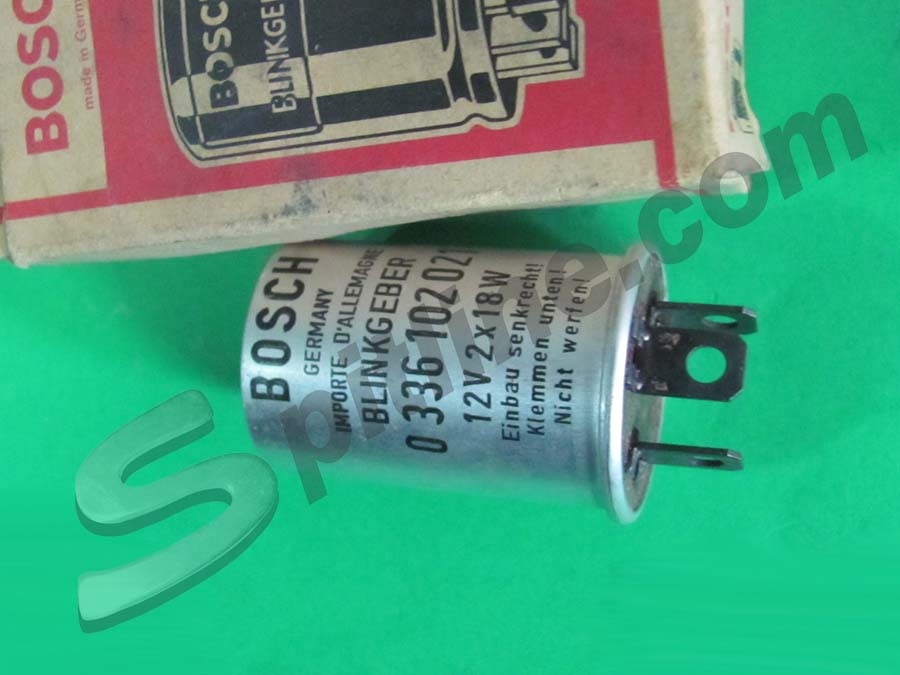 BOSCH
made in Germ
BOSCH
BLINKGEB
BOSCH
GERMANY
IMPORTE D'ALLEMAGNE
BLINKGEBER
0 336 102 021
12V 2x18W
Einbau senkrecht!
Klemmen unten!
Nicht werfen!
Spitfire.com